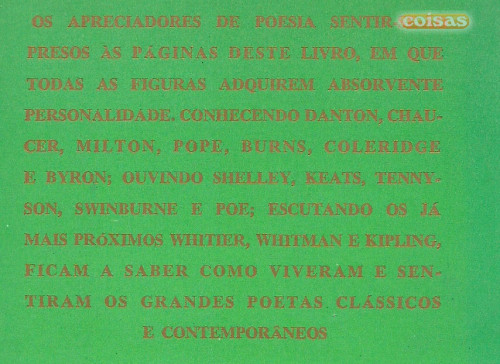 OS APRECIADORES DE POESIA coisas
PRESOS ÀS PÁGINAS DESTE LIVRO, EM QUE
TODAS AS FIGURAS ADQUIREM ABSORVENTE
PERSONALIDADE. CONHECENDO DANTON, CHAU-
CER, MILTON, POPE, BURNS, COLERIDGE
E BYRON; OUVINDO SHELLEY, KEATS, TENNY-
SON, SWINBURNE E POE; ESCUTANDO OS JÁ
MAIS PRÓXIMOS WHITIER, WHITMAN E KIPLING,
FICAM A SABER COMO VIVERAM E SEN-
TIRAM OS GRANDES POETAS CLÁSSICOS
E CONTEMPORÂNEOS